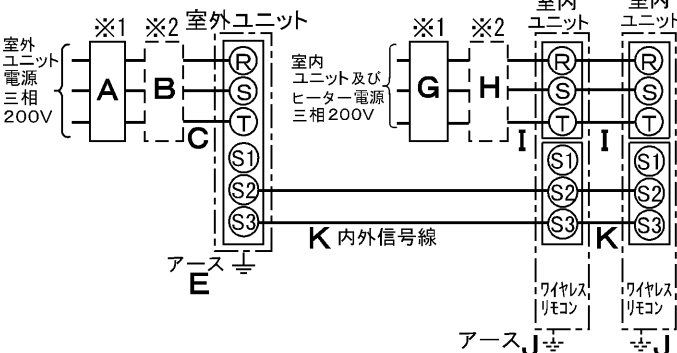 ※1
※2
室外ユニット
室外
ユニット
電源
三相
200V
A
B
C
R
S
T
S1
S2
S3
アース
E
※1
※2
室内
ユニット及び
ヒーター電源
三相200V
G
H
I
室内
ユニット
R
S
T
S1
S2
S3
ワイヤレス
リモコン
I
室内
ユニット
R
S
T
S1
S2
S3
ワイヤレス
リモコン
K 内外信号線
K
アース J
J